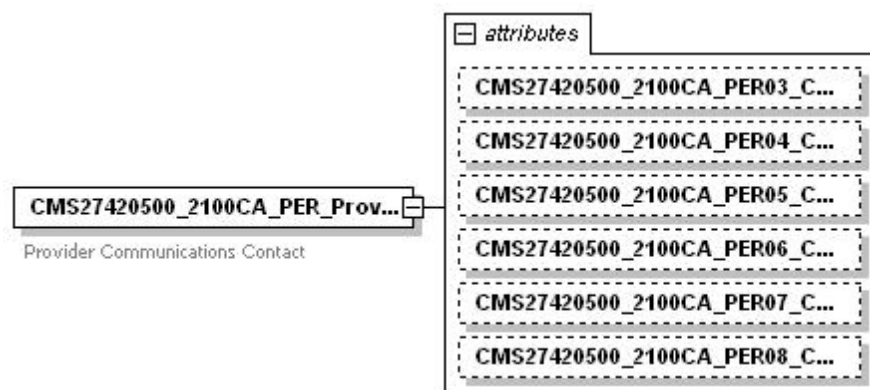 attributes
CMS27420500_2100CA_PER03_C...
CMS27420500_2100CA_PER04_C...
CMS27420500_2100CA_PER05_C...
CMS27420500_2100CA_PER_Prov...
Provider Communications Contact
CMS27420500_2100CA_PER06_C...
CMS27420500_2100CA_PER07_C...
CMS27420500_2100CA_PER08_C...